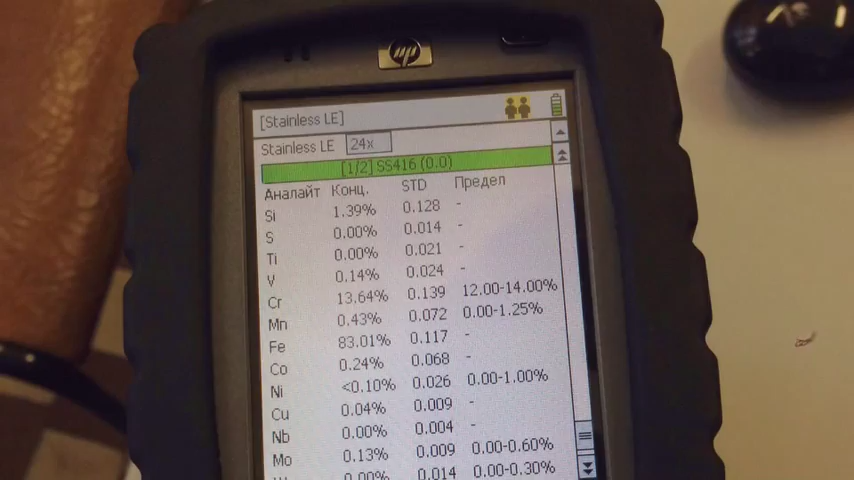 hp
[Stainless LE]
Stainless LE 24x
[1/2] SS416 (0.0)
Аналайт Конц. STD Предел
Si 1.39% 0.128 -
S 0.00% 0.014 -
Ti 0.00% 0.021 -
V 0.14% 0.024 -
Cr 13.64% 0.139 12.00-14.00%
Mn 0.43% 0.072 0.00-1.25%
Fe 83.01% 0.117 -
Co 0.24% 0.068 -
Ni <0.10% 0.026 0.00-1.00%
Cu 0.04% 0.009 -
Nb 0.00% 0.004 -
Mo 0.13% 0.009 0.00-0.60%
0.00% 0.014 0.00-0.30%